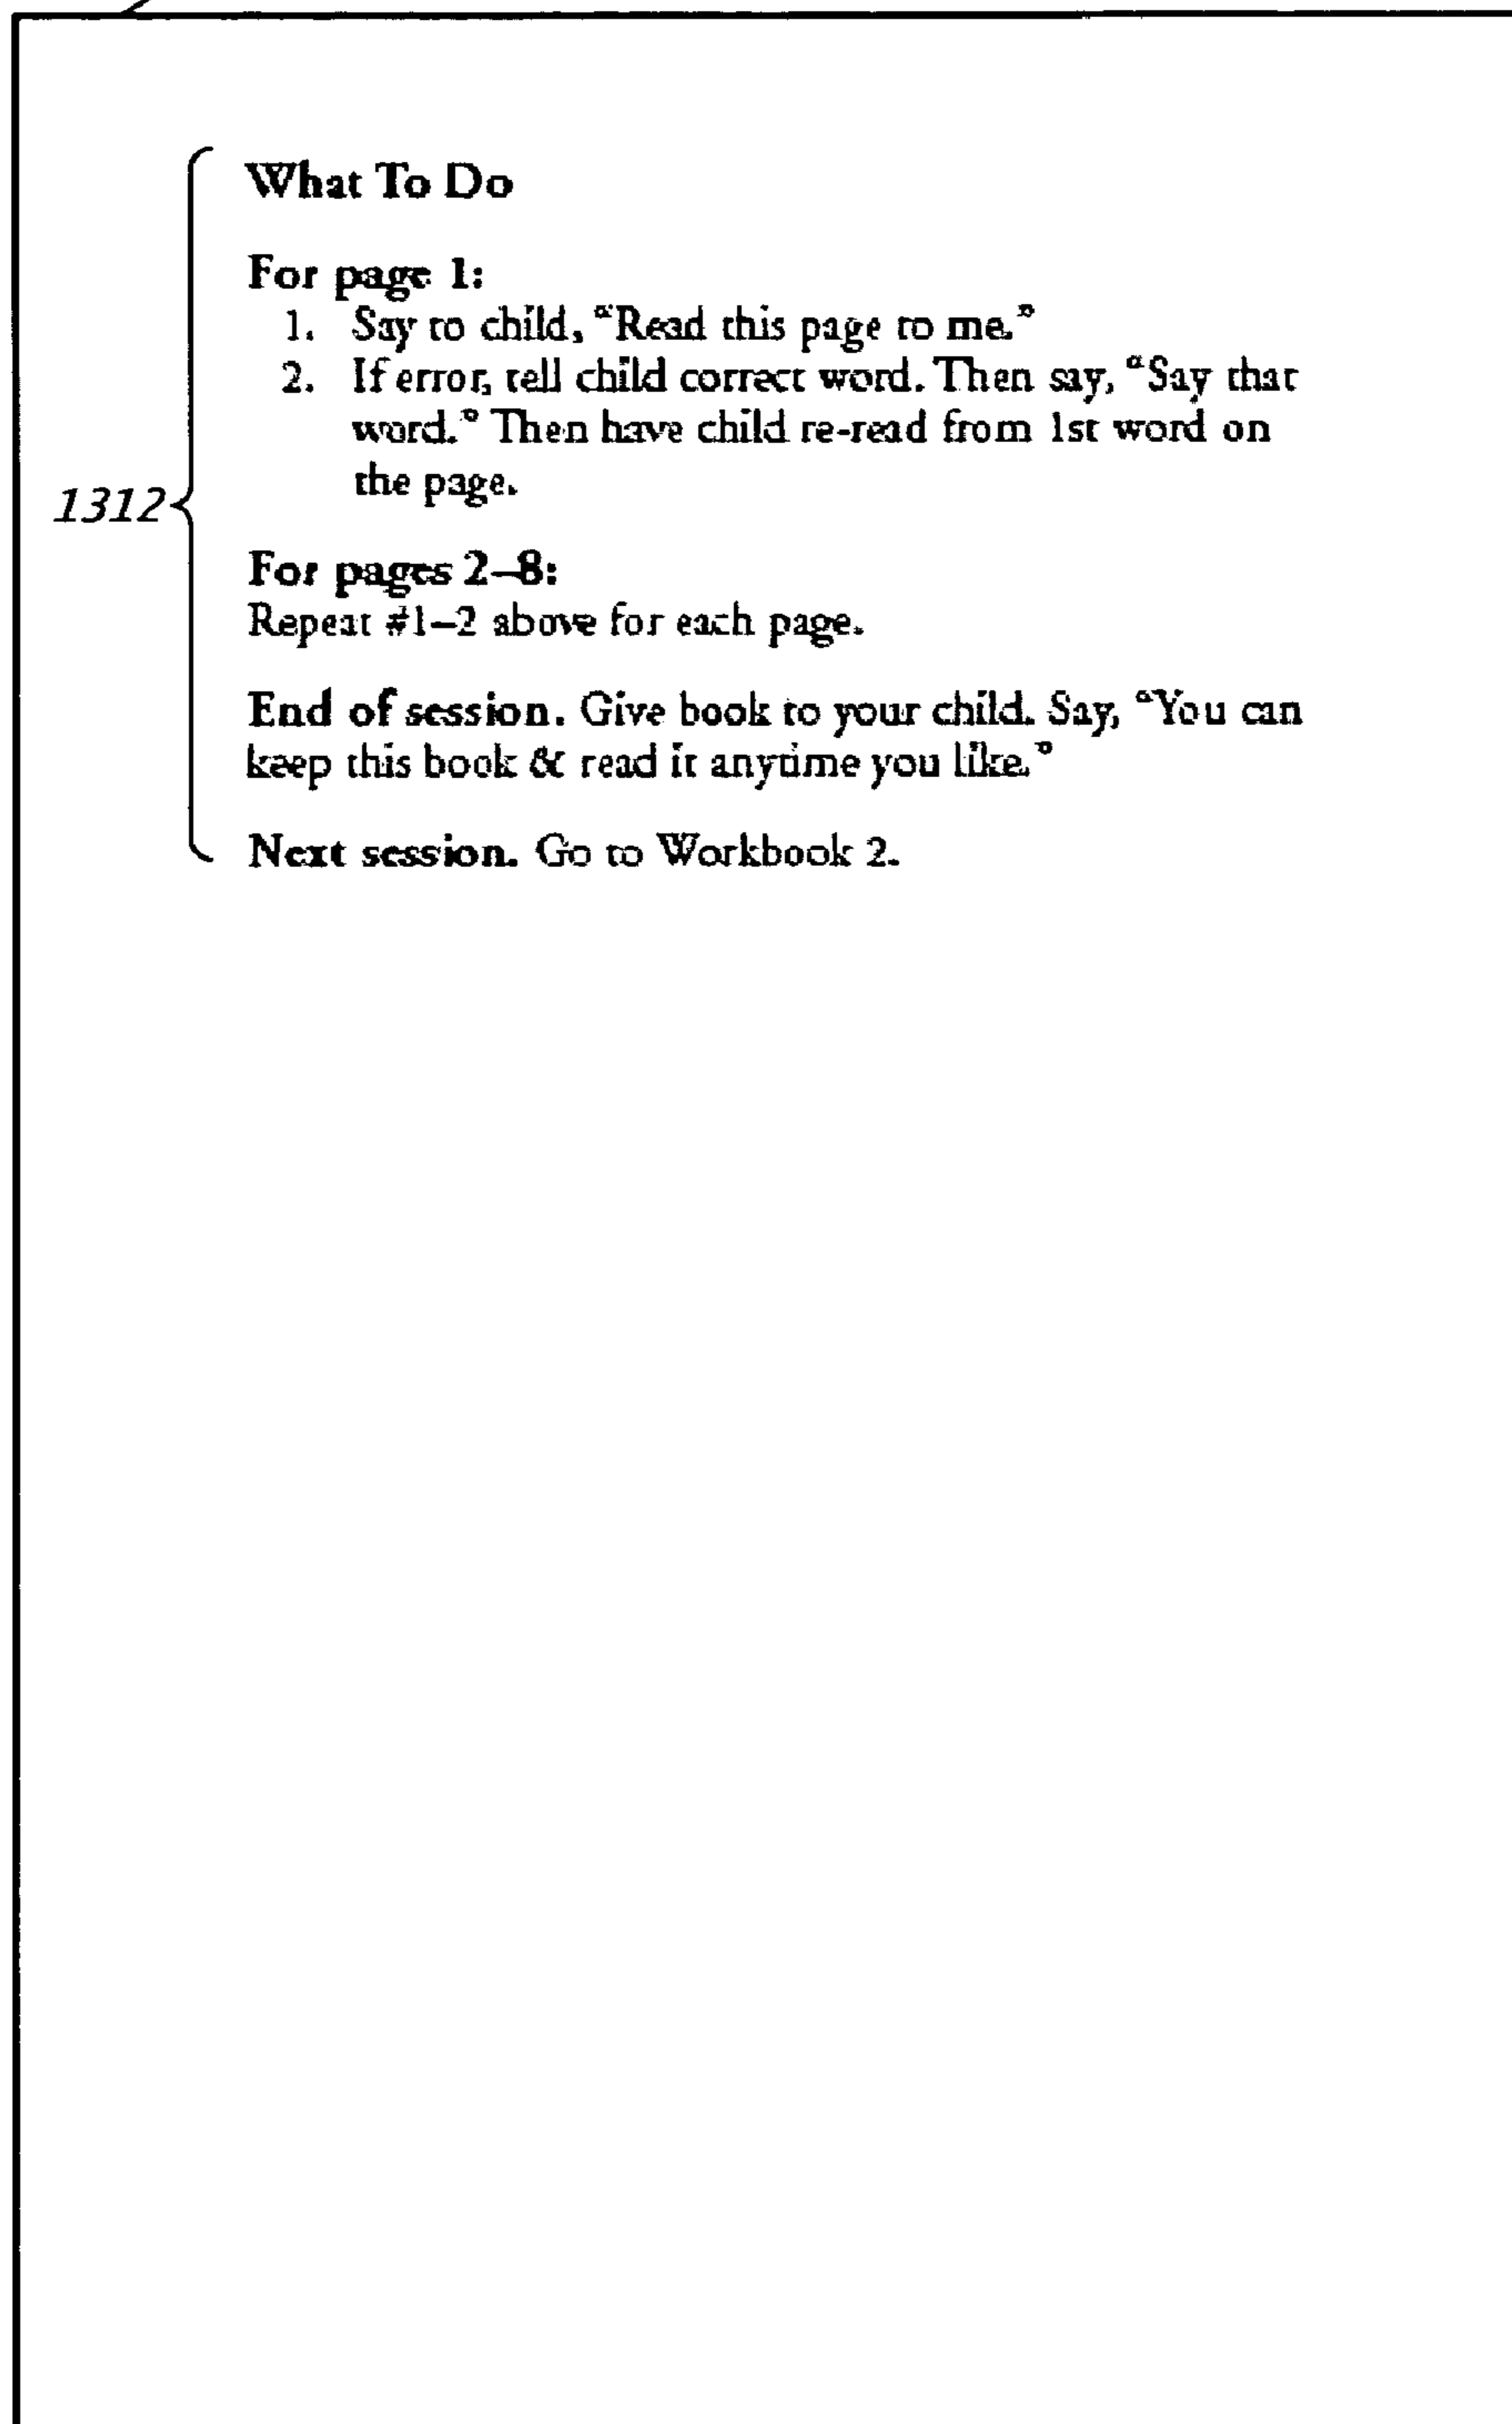 What To Do
For page 1:
1. Say to child, “Read this page to me.”
2. If error, tell child correct word. Then say, “Say that
word.” Then have child re-read from 1st word on
the page.
1312
For pages 2–8:
Repeat #1–2 above for each page.
End of session. Give book to your child. Say, “You can
keep this book & read it anytime you like.”
Next session. Go to Workbook 2.